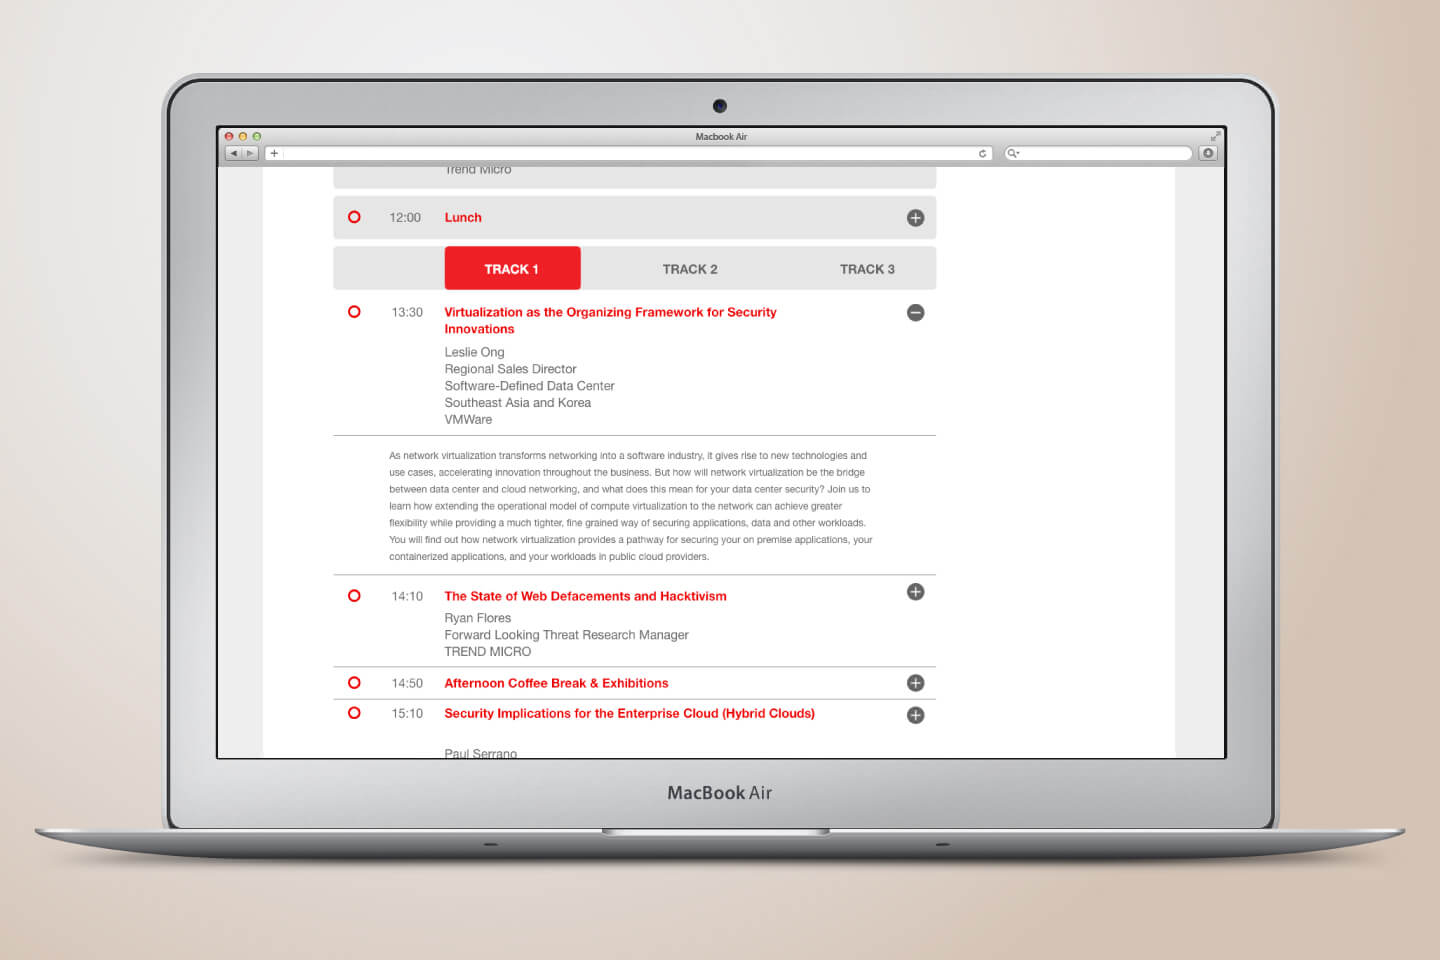 Macbook Air
Trend Micro
12:00 Lunch
TRACK 1 TRACK 2 TRACK 3
13:30 Virtualization as the Organizing Framework for Security
Innovations
Leslie Ong
Regional Sales Director
Software-Defined Data Center
Southeast Asia and Korea
VMWare
As network virtualization transforms networking into a software industry, it gives rise to new technologies and
use cases, accelerating innovation throughout the business. But how will network virtualization be the bridge
between data center and cloud networking, and what does this mean for your data center security? Join us to
learn how extending the operational model of compute virtualization to the network can achieve greater
flexibility while providing a much tighter, fine grained way of securing applications, data and other workloads.
You will find out how network virtualization provides a pathway for securing your on premise applications, your
containerized applications, and your workloads in public cloud providers.
14:10 The State of Web Defacements and Hacktivism
Ryan Flores
Forward Looking Threat Research Manager
TREND MICRO
14:50 Afternoon Coffee Break & Exhibitions
15:10 Security Implications for the Enterprise Cloud (Hybrid Clouds)
Paul Serrano
MacBook Air